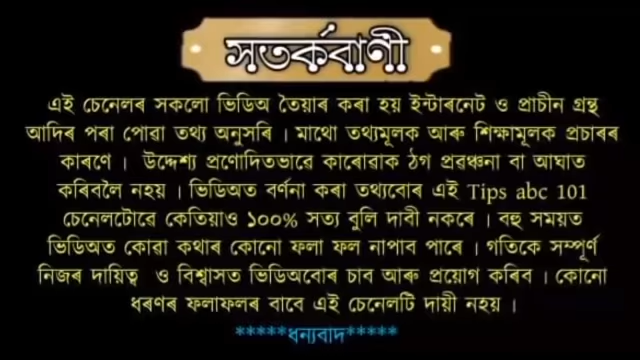 সতৰ্কবাণী
এই চেনেলৰ সকলো ভিডিঅ তৈয়াৰ কৰা হয় ইন্টাৰনেট ও প্ৰাচীন গ্ৰন্থ
আদিৰ পৰা পোৱা তথ্য অনুসৰি । মাথো তথ্যমূলক আৰু শিক্ষামূলক প্ৰচাৰৰ
কাৰণে । উদ্দেশ্য প্ৰণোদিতভাৱে কাৰোৱাক ঠগ প্ৰৱঞ্চনা বা আঘাত
কৰিবলৈ নহয় । ভিডিঅত বৰ্ণনা কৰা তথ্যবোৰ এই Tips abc 101
চেনেলটোৱে কেতিয়াও ১০০% সত্য বুলি দাবী নকৰে । বহু সময়ত
ভিডিঅত কোৱা কথাৰ কোনো ফলা ফল নাপাব পাৰে । গতিকে সম্পূৰ্ণ
নিজৰ দায়িত্ব ও বিশ্বাসত ভিডিঅবোৰ চাব আৰু প্ৰয়োগ কৰিব । কোনো
ধৰণৰ ফলাফলৰ বাবে এই চেনেলটি দায়ী নহয় ।
*****ধন্যবাদ*****